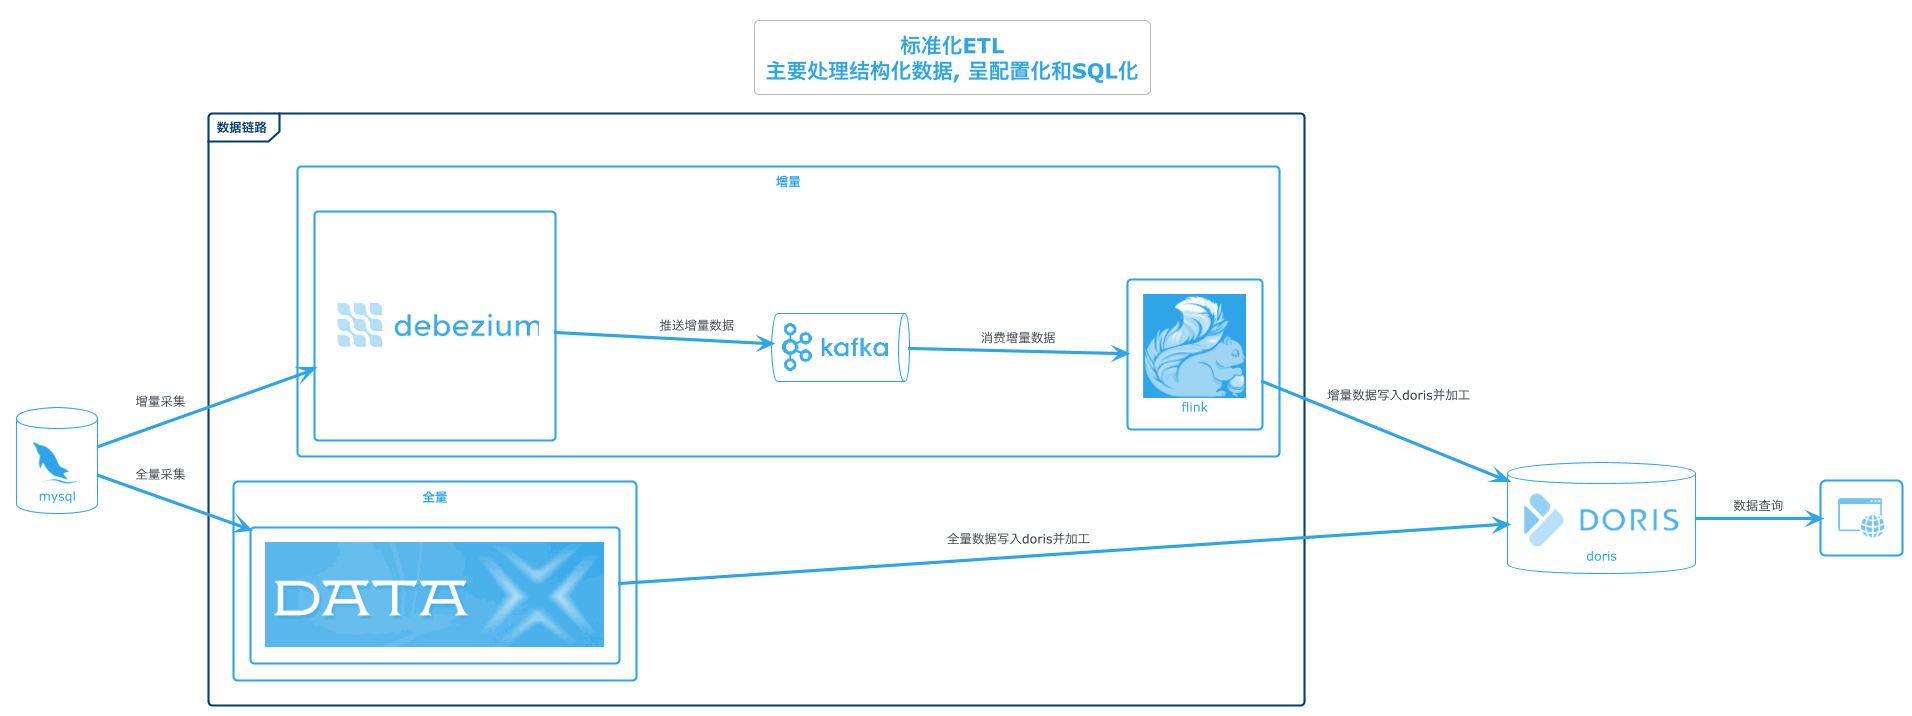 标准化ETL
主要处理结构化数据, 呈配置化和SQL化
数据链路
增量
debezium
推送增量数据
kafka
消费增量数据
flink
增量采集
增量数据写入doris并加工
mysql
全量采集
全量
DATA X
全量数据写入doris并加工
DORIS
doris
数据查询